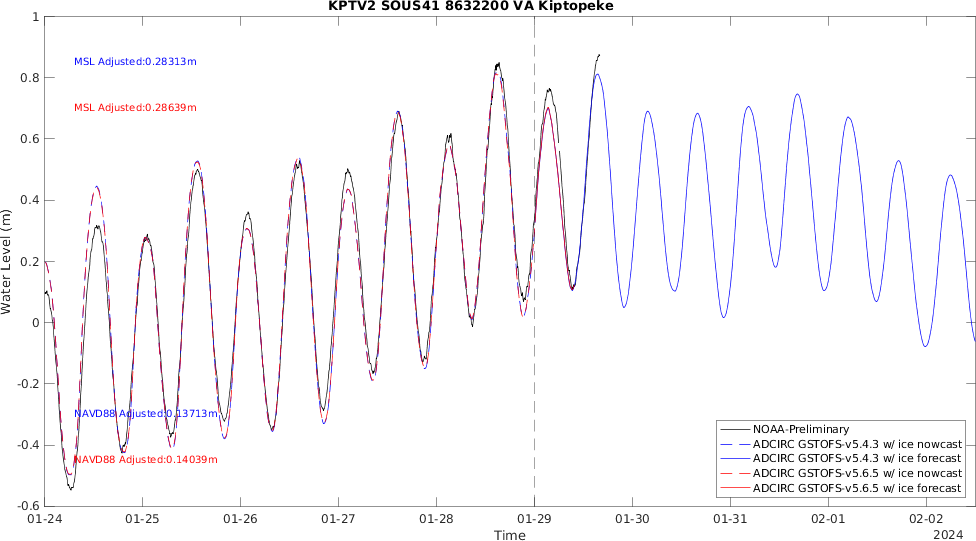 KPTV2 SOUS41 8632200 VA Kiptopeke
1
0.8
0.6
0.4
0.2
0
-0.2
-0.4
-0.6
Water Level (m)
MSL Adjusted:0.28313m
MSL Adjusted:0.28639m
NAVD88 Adjusted:0.13713m
NAVD88 Adjusted:0.14039m
NOAA-Preliminary
ADCIRC GSTOFS-v5.4.3 w/ ice nowcast
ADCIRC GSTOFS-v5.4.3 w/ ice forecast
ADCIRC GSTOFS-v5.6.5 w/ ice nowcast
ADCIRC GSTOFS-v5.6.5 w/ ice forecast
01-24 01-25 01-26 01-27 01-28 01-29 01-30 01-31 02-01 02-02
Time
2024